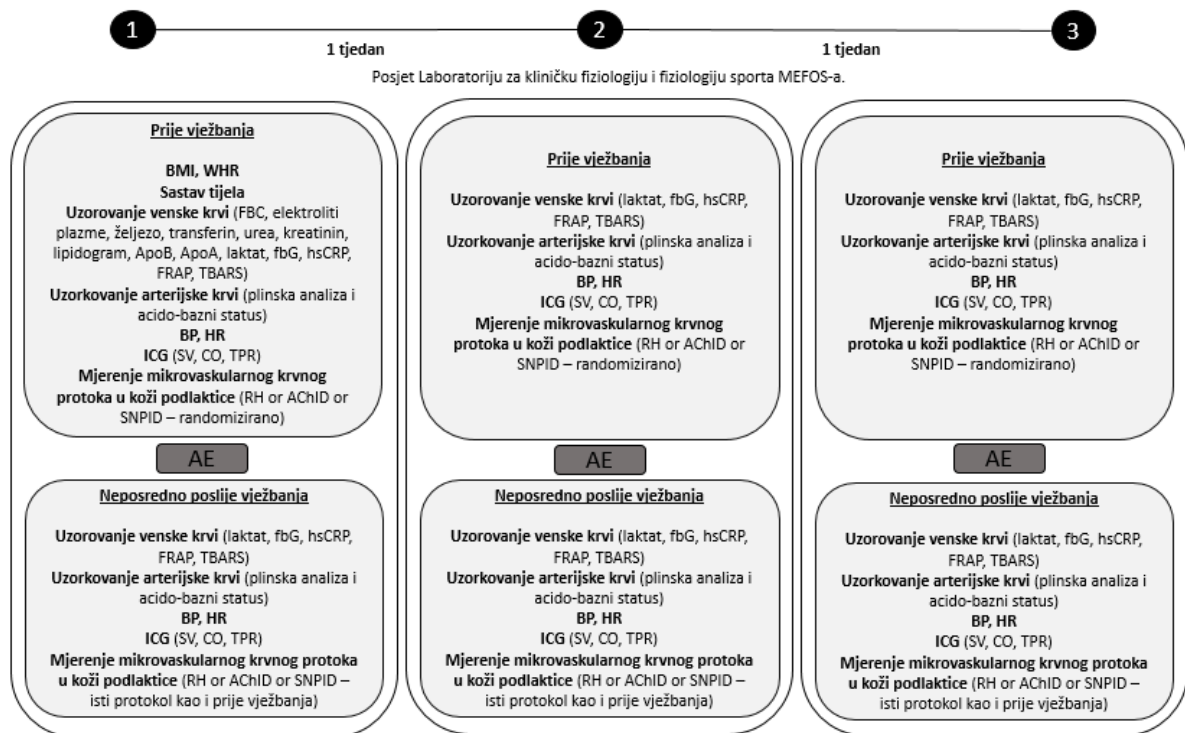 1
2
3
1 tjedan
1 tjedan
Posjet Laboratoriju za kliničku fiziologiju i fiziologiju sporta MEFOS-a.
Prije vježbanja
BMI, WHR
Sastav tijela
Uzorovanje venske krvi (FBC, elektroliti
plazme, željezo, transferin, urea, kreatinin,
lipidogram, ApoB, ApoA, laktat, fbG, hsCRP,
FRAP, TBARS)
Uzorkovanje arterijske krvi (plinska analiza i
acido-bazni status)
BP, HR
ICG (SV, CO, TPR)
Mjerenje mikrovaskularnog krvnog
protoka u koži podlaktice (RH or AChID or
SNPID – randomizirano)
AE
Neposredno poslije vježbanja
Uzorovanje venske krvi (laktat, fbG, hsCRP,
FRAP, TBARS)
Uzorkovanje arterijske krvi (plinska analiza i
acido-bazni status)
BP, HR
ICG (SV, CO, TPR)
Mjerenje mikrovaskularnog krvnog protoka
u koži podlaktice (RH or AChID or SNPID –
isti protokol kao i prije vježbanja)
Prije vježbanja
Uzorovanje venske krvi (laktat, fbG, hsCRP,
FRAP, TBARS)
Uzorkovanje arterijske krvi (plinska analiza i
acido-bazni status)
BP, HR
ICG (SV, CO, TPR)
Mjerenje mikrovaskularnog krvnog
protoka u koži podlaktice (RH or AChID or
SNPID – randomizirano)
AE
Neposredno poslije vježbanja
Uzorovanje venske krvi (laktat, fbG, hsCRP,
FRAP, TBARS)
Uzorkovanje arterijske krvi (plinska analiza i
acido-bazni status)
BP, HR
ICG (SV, CO, TPR)
Mjerenje mikrovaskularnog krvnog protoka
u koži podlaktice (RH or AChID or SNPID –
isti protokol kao i prije vježbanja)
Prije vježbanja
Uzorovanje venske krvi (laktat, fbG, hsCRP,
FRAP, TBARS)
Uzorkovanje arterijske krvi (plinska analiza i
acido-bazni status)
BP, HR
ICG (SV, CO, TPR)
Mjerenje mikrovaskularnog krvnog
protoka u koži podlaktice (RH or AChID or
SNPID – randomizirano)
AE
Neposredno poslije vježbanja
Uzorovanje venske krvi (laktat, fbG, hsCRP,
FRAP, TBARS)
Uzorkovanje arterijske krvi (plinska analiza i
acido-bazni status)
BP, HR
ICG (SV, CO, TPR)
Mjerenje mikrovaskularnog krvnog protoka
u koži podlaktice (RH or AChID or SNPID –
isti protokol kao i prije vježbanja)